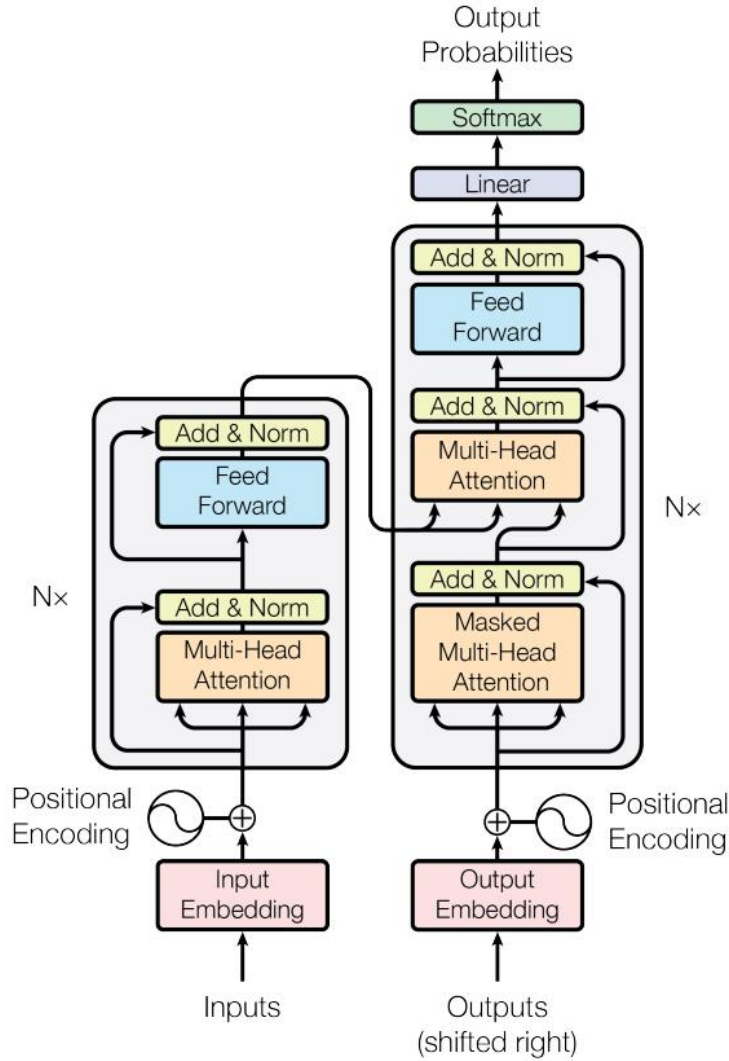 Output
Probabilities
Softmax
Linear
Add & Norm
Feed
Forward
Add & Norm
Multi-Head
Attention
Nx
Add & Norm
Masked
Multi-Head
Attention
Add & Norm
Feed
Forward
Nx
Add & Norm
Multi-Head
Attention
Positional
Encoding
Positional
Encoding
Input
Embedding
Output
Embedding
Inputs
Outputs
(shifted right)